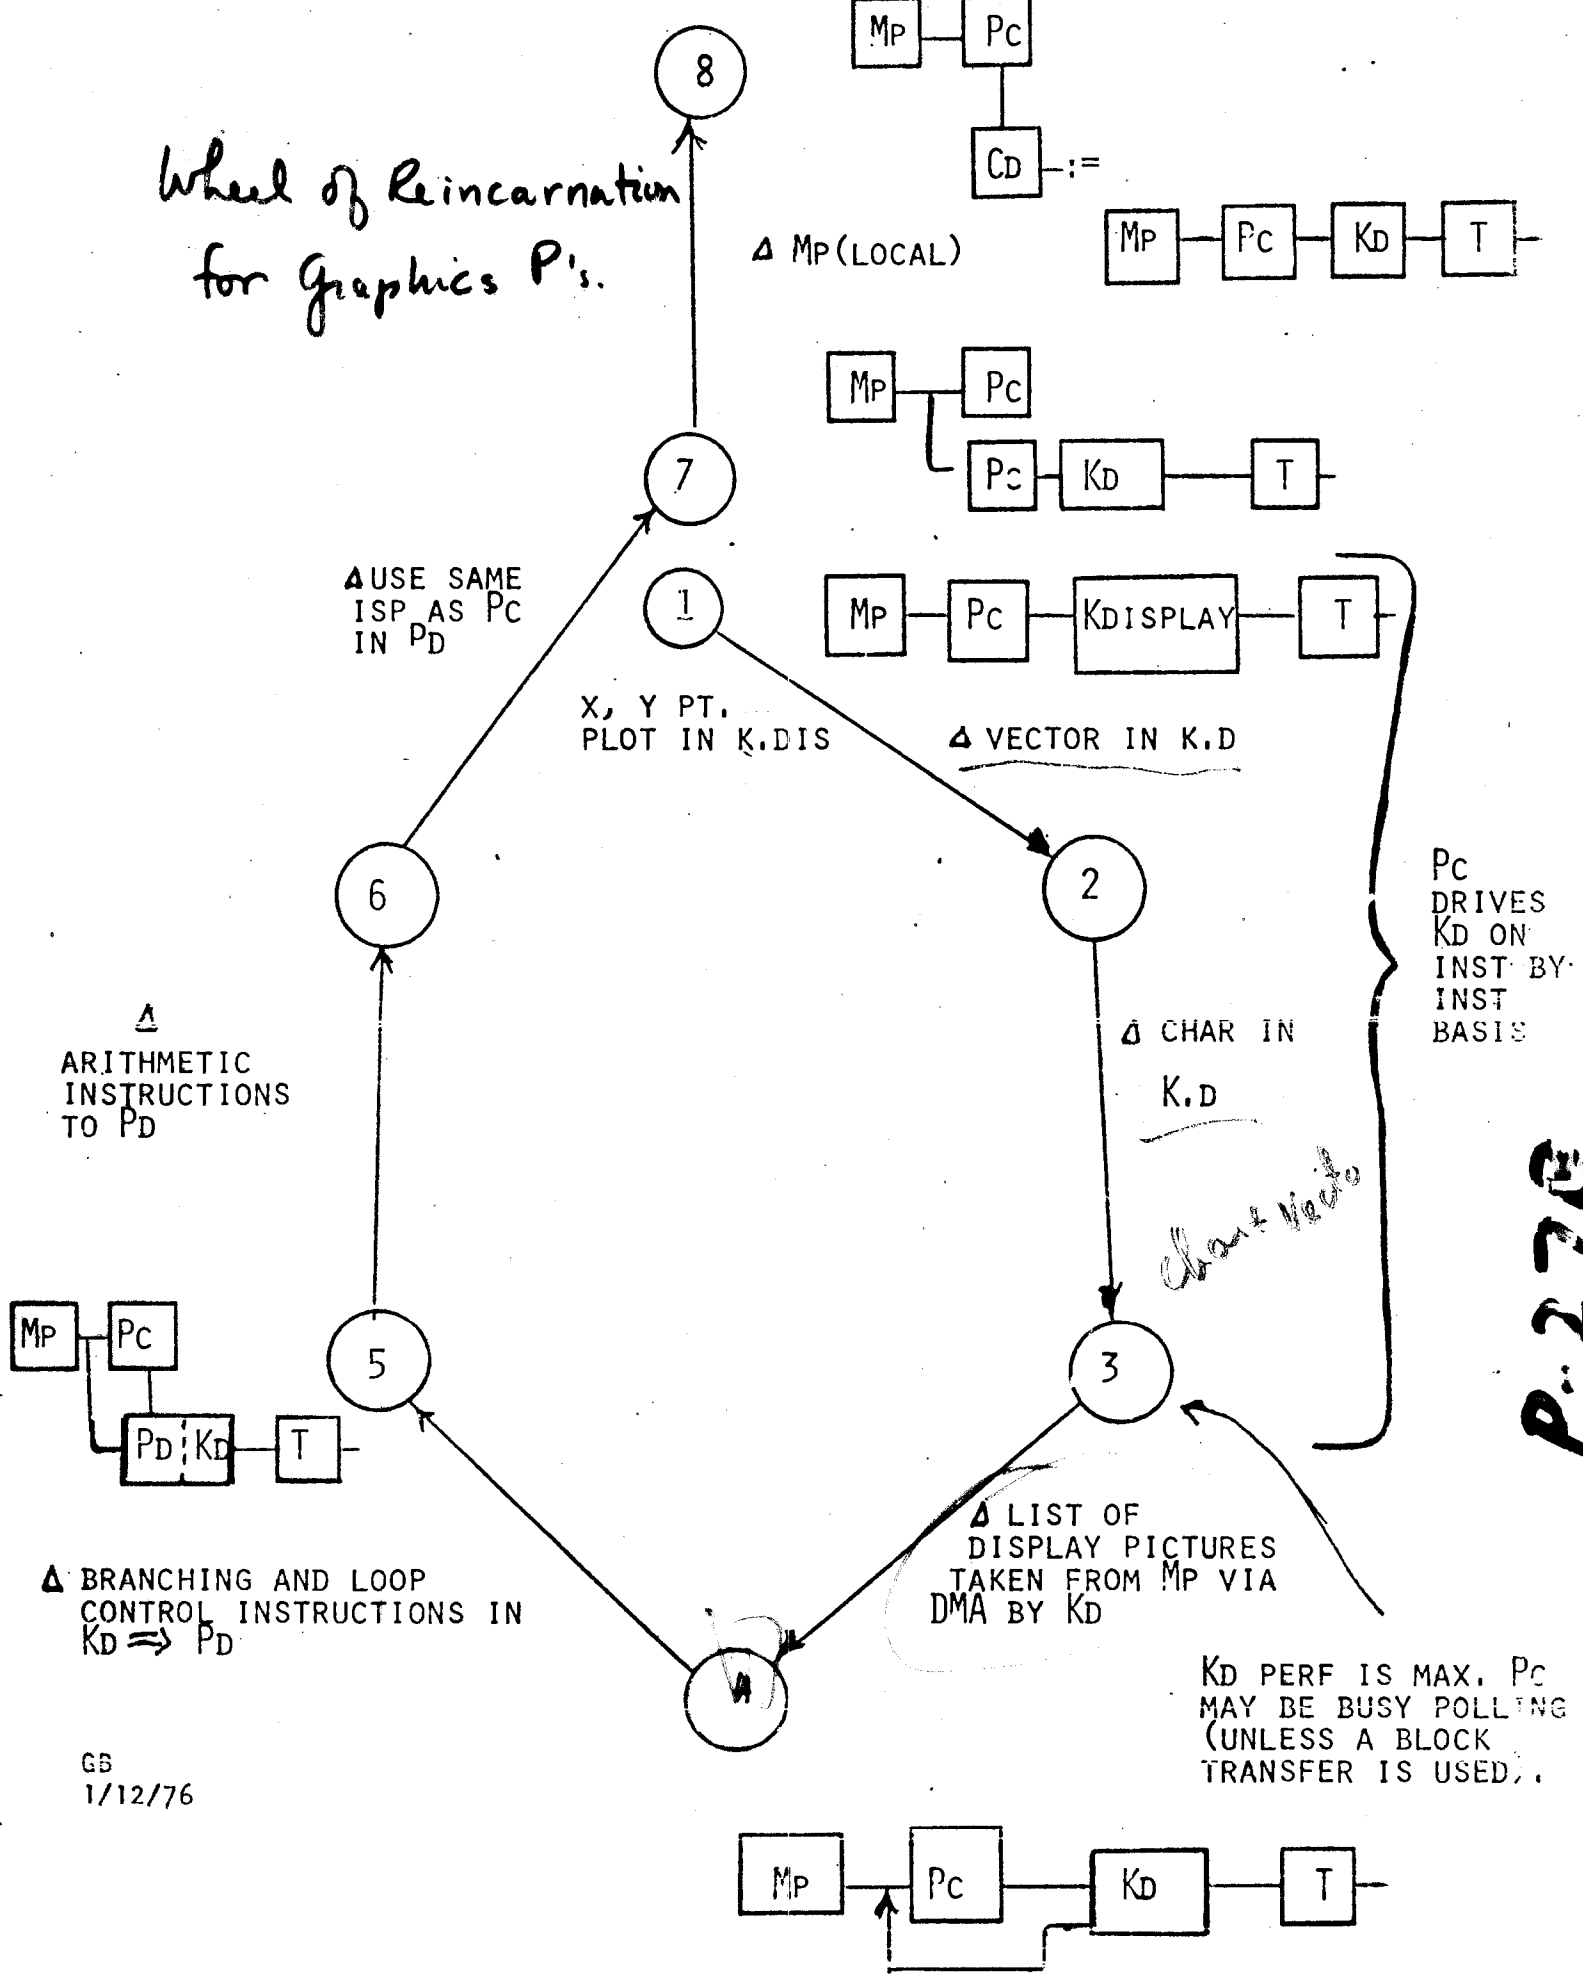 8
Mp Pc
CD :=
Wheel of Reincarnation
for Graphics P's.
Δ Mp(LOCAL)
Mp Pc KD T
Mp Pc
7
Pc KD T
Δ USE SAME
ISP AS Pc
IN PD
1
Mp Pc KDISPLAY T
X, Y PT.
PLOT IN K.DIS
Δ VECTOR IN K.D
6
2
Pc
DRIVES
KD ON
INST BY
INST
BASIS
Δ
ARITHMETIC
INSTRUCTIONS
TO PD
Δ CHAR IN
K.D
Mp Pc
5
3
PD KD T
Δ LIST OF
DISPLAY PICTURES
TAKEN FROM Mp VIA
DMA BY KD
Δ BRANCHING AND LOOP
CONTROL INSTRUCTIONS IN
KD ⇒ PD
KD PERF IS MAX. Pc
MAY BE BUSY POLLING
(UNLESS A BLOCK
TRANSFER IS USED).
GB
1/12/76
Mp Pc KD T